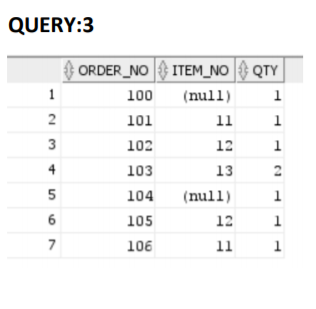 QUERY:3
ORDER_NO ITEM_NO QTY
1 100 (null) 1
2 101 11 1
3 102 12 1
4 103 13 2
5 104 (null) 1
6 105 12 1
7 106 11 1